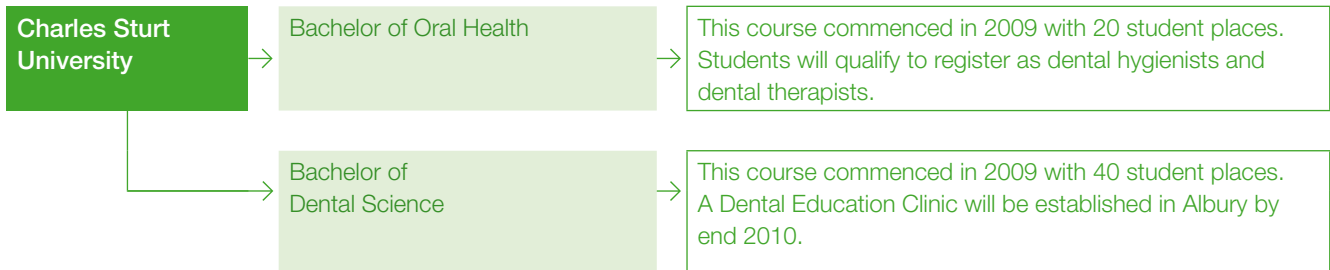 Charles Sturt
University
Bachelor of Oral Health
This course commenced in 2009 with 20 student places.
Students will qualify to register as dental hygienists and
dental therapists.
Bachelor of
Dental Science
This course commenced in 2009 with 40 student places.
A Dental Education Clinic will be established in Albury by
end 2010.